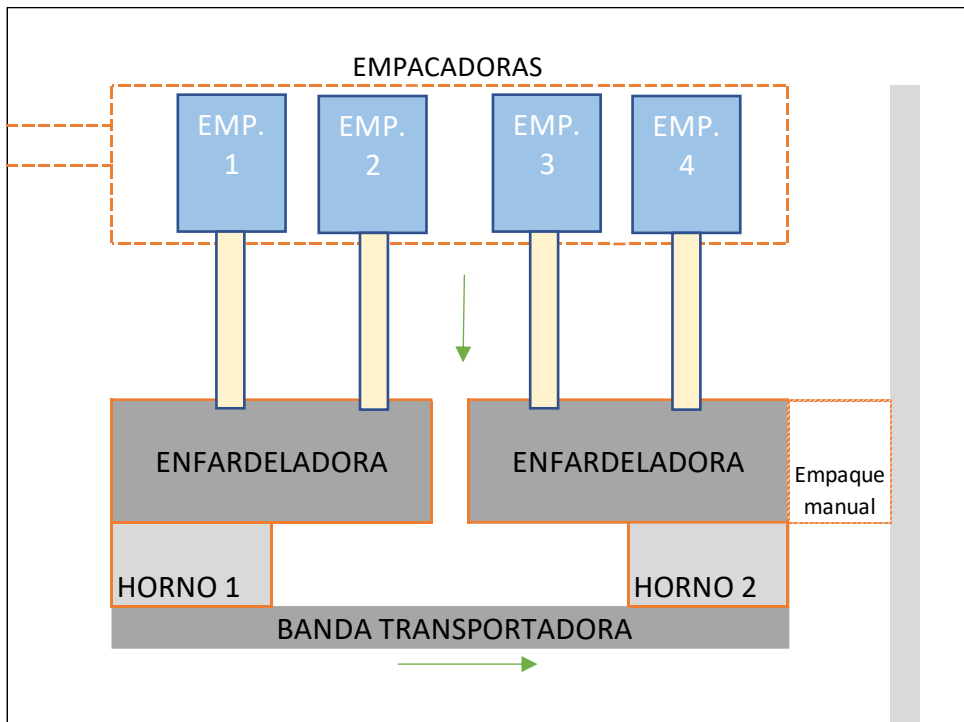 EMPACADORAS
EMP.
1
EMP.
2
EMP.
3
EMP.
4
ENFARDELADORA
ENFARDELADORA
Empaque
manual
HORNO 1
HORNO 2
BANDA TRANSPORTADORA